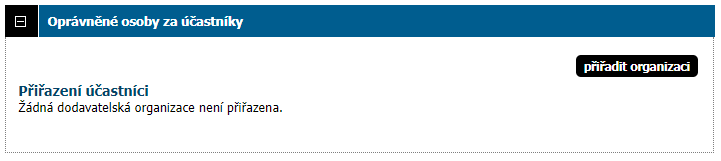 Oprávněné osoby za účastníky
přiřadit organizaci
Přiřazení účastníci
Žádná dodavatelská organizace není přiřazena.